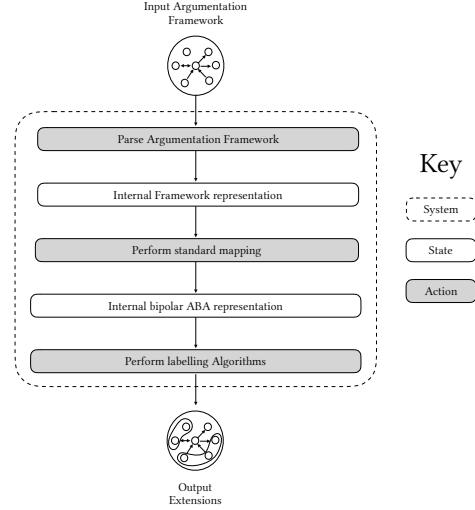 Input Argumentation
Framework
Parse Argumentation Framework
Internal Framework representation
Perform standard mapping
Internal bipolar ABA representation
Perform labelling Algorithms
Output
Extensions
Key
System
State
Action